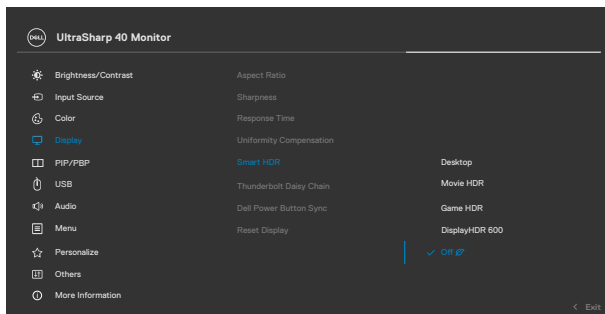 DELL UltraSharp 40 Monitor
Brightness/Contrast
Input Source
Color
Display
PIP/PBP
USB
Audio
Menu
Personalize
Others
More Information
Aspect Ratio
Sharpness
Response Time
Uniformity Compensation
Smart HDR
Thunderbolt Daisy Chain
Dell Power Button Sync
Reset Display
Desktop
Movie HDR
Game HDR
DisplayHDR 600
Off
Exit